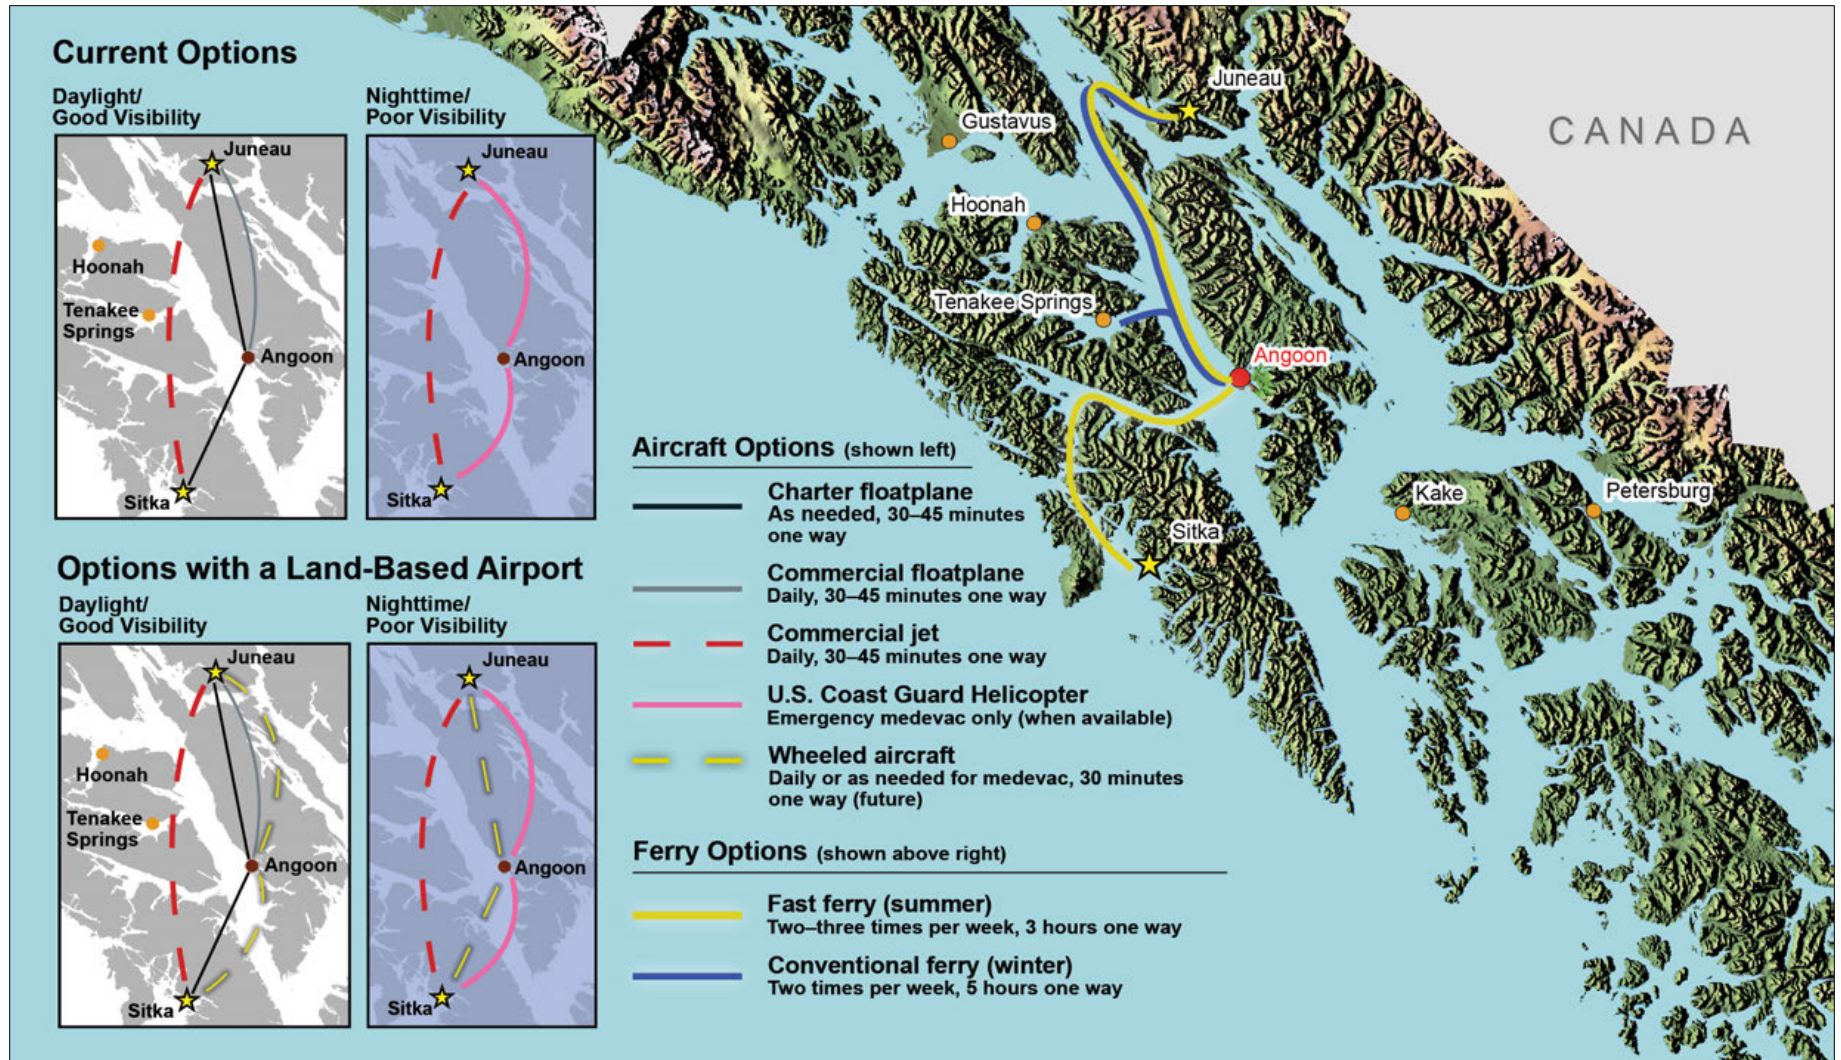 Current Options
Daylight/
Good Visibility
Juneau
Hoonah
Tenakee
Springs
Angoon
Sitka
Nighttime/
Poor Visibility
Juneau
Angoon
Sitka
Options with a Land-Based Airport
Daylight/
Good Visibility
Juneau
Hoonah
Tenakee
Springs
Angoon
Sitka
Nighttime/
Poor Visibility
Juneau
Angoon
Sitka
Aircraft Options (shown left)
Charter floatplane
As needed, 30–45 minutes
one way
Commercial floatplane
Daily, 30–45 minutes one way
Commercial jet
Daily, 30–45 minutes one way
U.S. Coast Guard Helicopter
Emergency medevac only (when available)
Wheeled aircraft
Daily or as needed for medevac, 30 minutes
one way (future)
Ferry Options (shown above right)
Fast ferry (summer)
Two–three times per week, 3 hours one way
Conventional ferry (winter)
Two times per week, 5 hours one way
Juneau
CANADA
Gustavus
Hoonah
Tenakee Springs
Angoon
Kake
Petersburg
Sitka